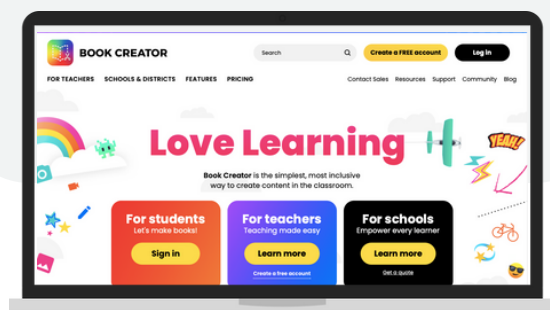 BOOK CREATOR
Search
Create a FREE account
Log in
FOR TEACHERS SCHOOLS & DISTRICTS FEATURES PRICING
Contact Sales Resources Support Community Blog
Love Learning
YEAH!
Book Creator is the simplest, most inclusive
way to create content in the classroom.
For students
Let's make books!
Sign in
For teachers
Teaching made easy
Learn more
Create a free account
For schools
Empower every learner
Learn more
Get a quote